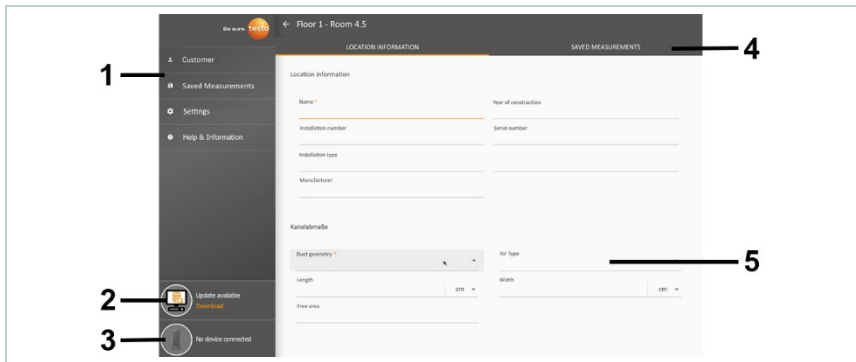 Be sure. testo
← Floor 1 - Room 4.5
LOCATION INFORMATION
SAVED MEASUREMENTS
4
1
Customer
Saved Measurements
Settings
Help & Information
Location information
Name *
Year of construction
Installation number
Serial number
Installation type
Manufacturer
Kanalabmaße
Duct geometry *
Air Type
5
Length
cm
Width
cm
Free area
2
Update available
Download
3
No device connected